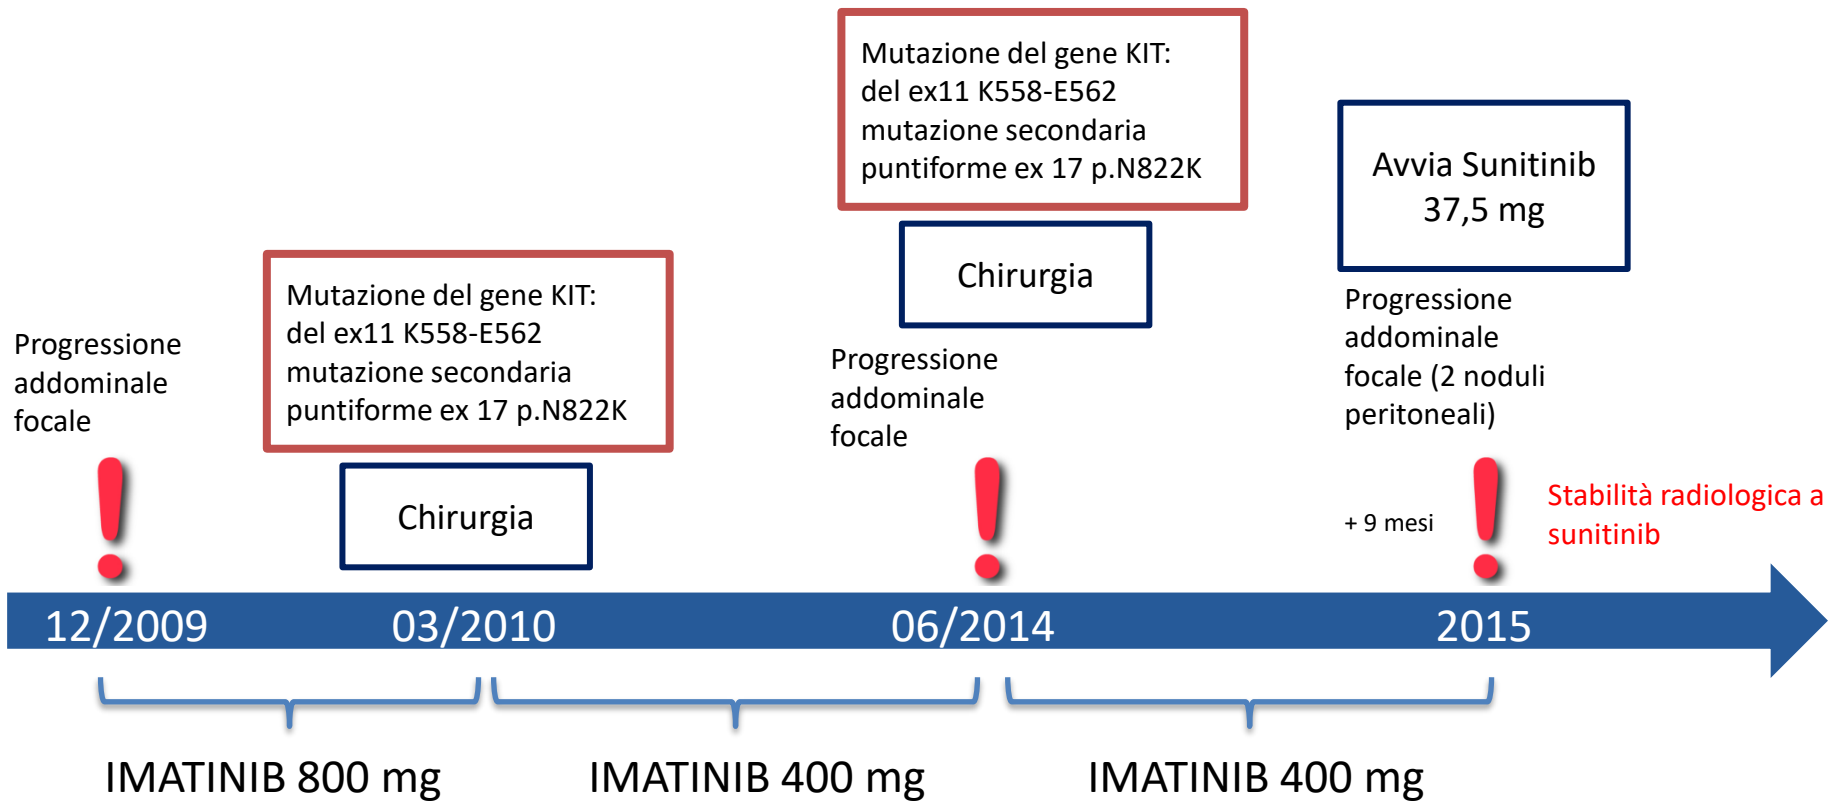 Progressione
addominale
focale
Mutazione del gene KIT:
del ex11 K558-E562
mutazione secondaria
puntiforme ex 17 p.N822K
Chirurgia
Mutazione del gene KIT:
del ex11 K558-E562
mutazione secondaria
puntiforme ex 17 p.N822K
Chirurgia
Progressione
addominale
focale
Avvia Sunitinib
37,5 mg
Progressione
addominale
focale (2 noduli
peritoneali)
+ 9 mesi
Stabilità radiologica a
sunitinib
12/2009
03/2010
06/2014
2015
IMATINIB 800 mg
IMATINIB 400 mg
IMATINIB 400 mg